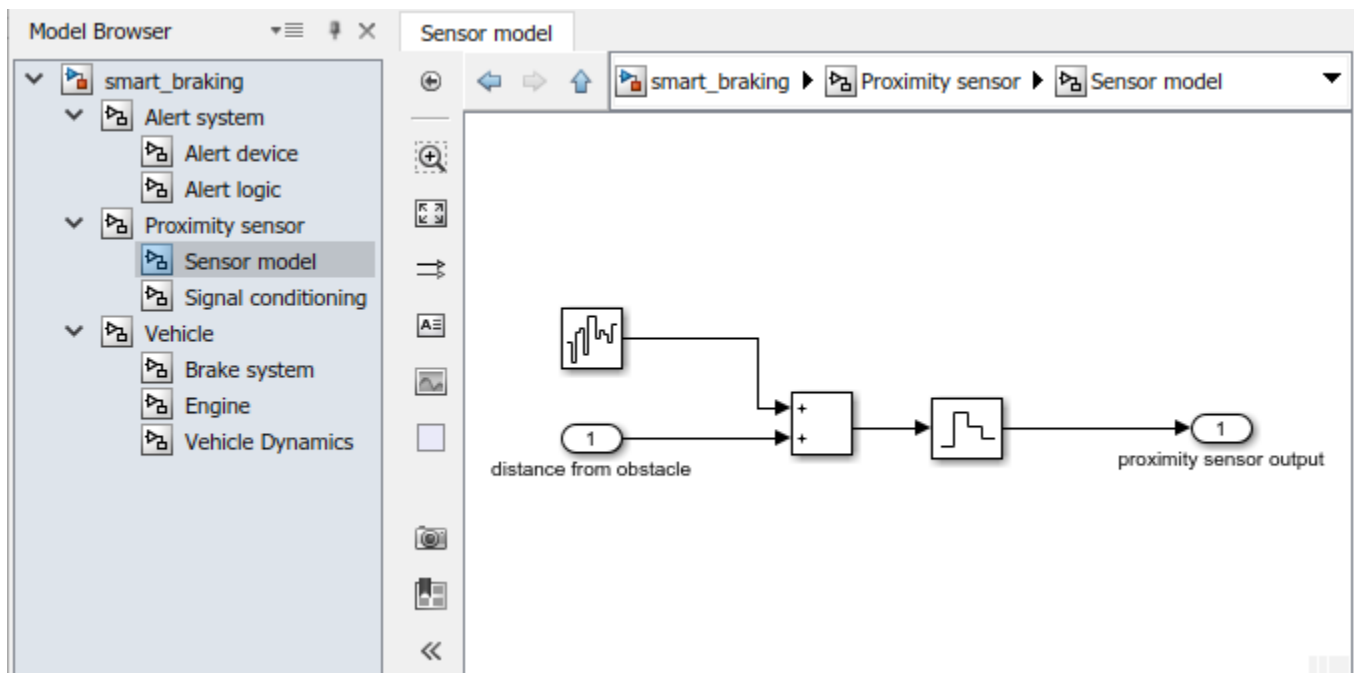 Model Browser
Sensor model
smart_braking
Alert system
Alert device
Alert logic
Proximity sensor
Sensor model
Signal conditioning
Vehicle
Brake system
Engine
Vehicle Dynamics
smart_braking Proximity sensor Sensor model
A
+
+
1
distance from obstacle
1
proximity sensor output